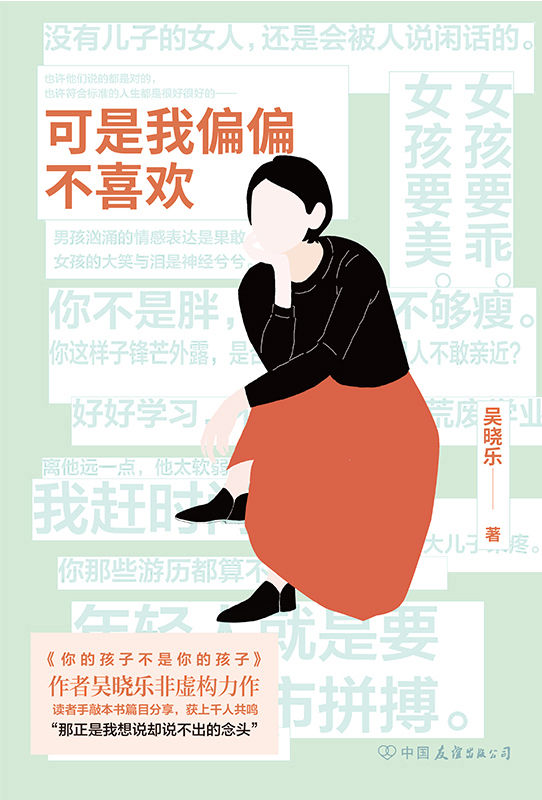 没有儿子的女人，还是会被人说闲话的。
也许他们说的都是对的，
也许符合标准的人生都是很好很好的——
可是我偏偏
不喜欢
女孩要乖。
女孩要美。
男孩汹涌的情感表达是果敢
女孩的大笑与泪是神经兮兮
你不是胖，
不够瘦。
你这样子锋芒外露，是
人不敢亲近？
好好学习，
荒废学业
吴晓乐
著
离他远一点，他太软弱
我赶时
大儿子
疼。
你那些游历都算不
年轻人就是要
市拼搏。
《你的孩子不是你的孩子》
作者吴晓乐非虚构力作
读者手敲本书篇目分享，获上千人共鸣
“那正是我想说却说不出的念头”
中国友谊出版公司